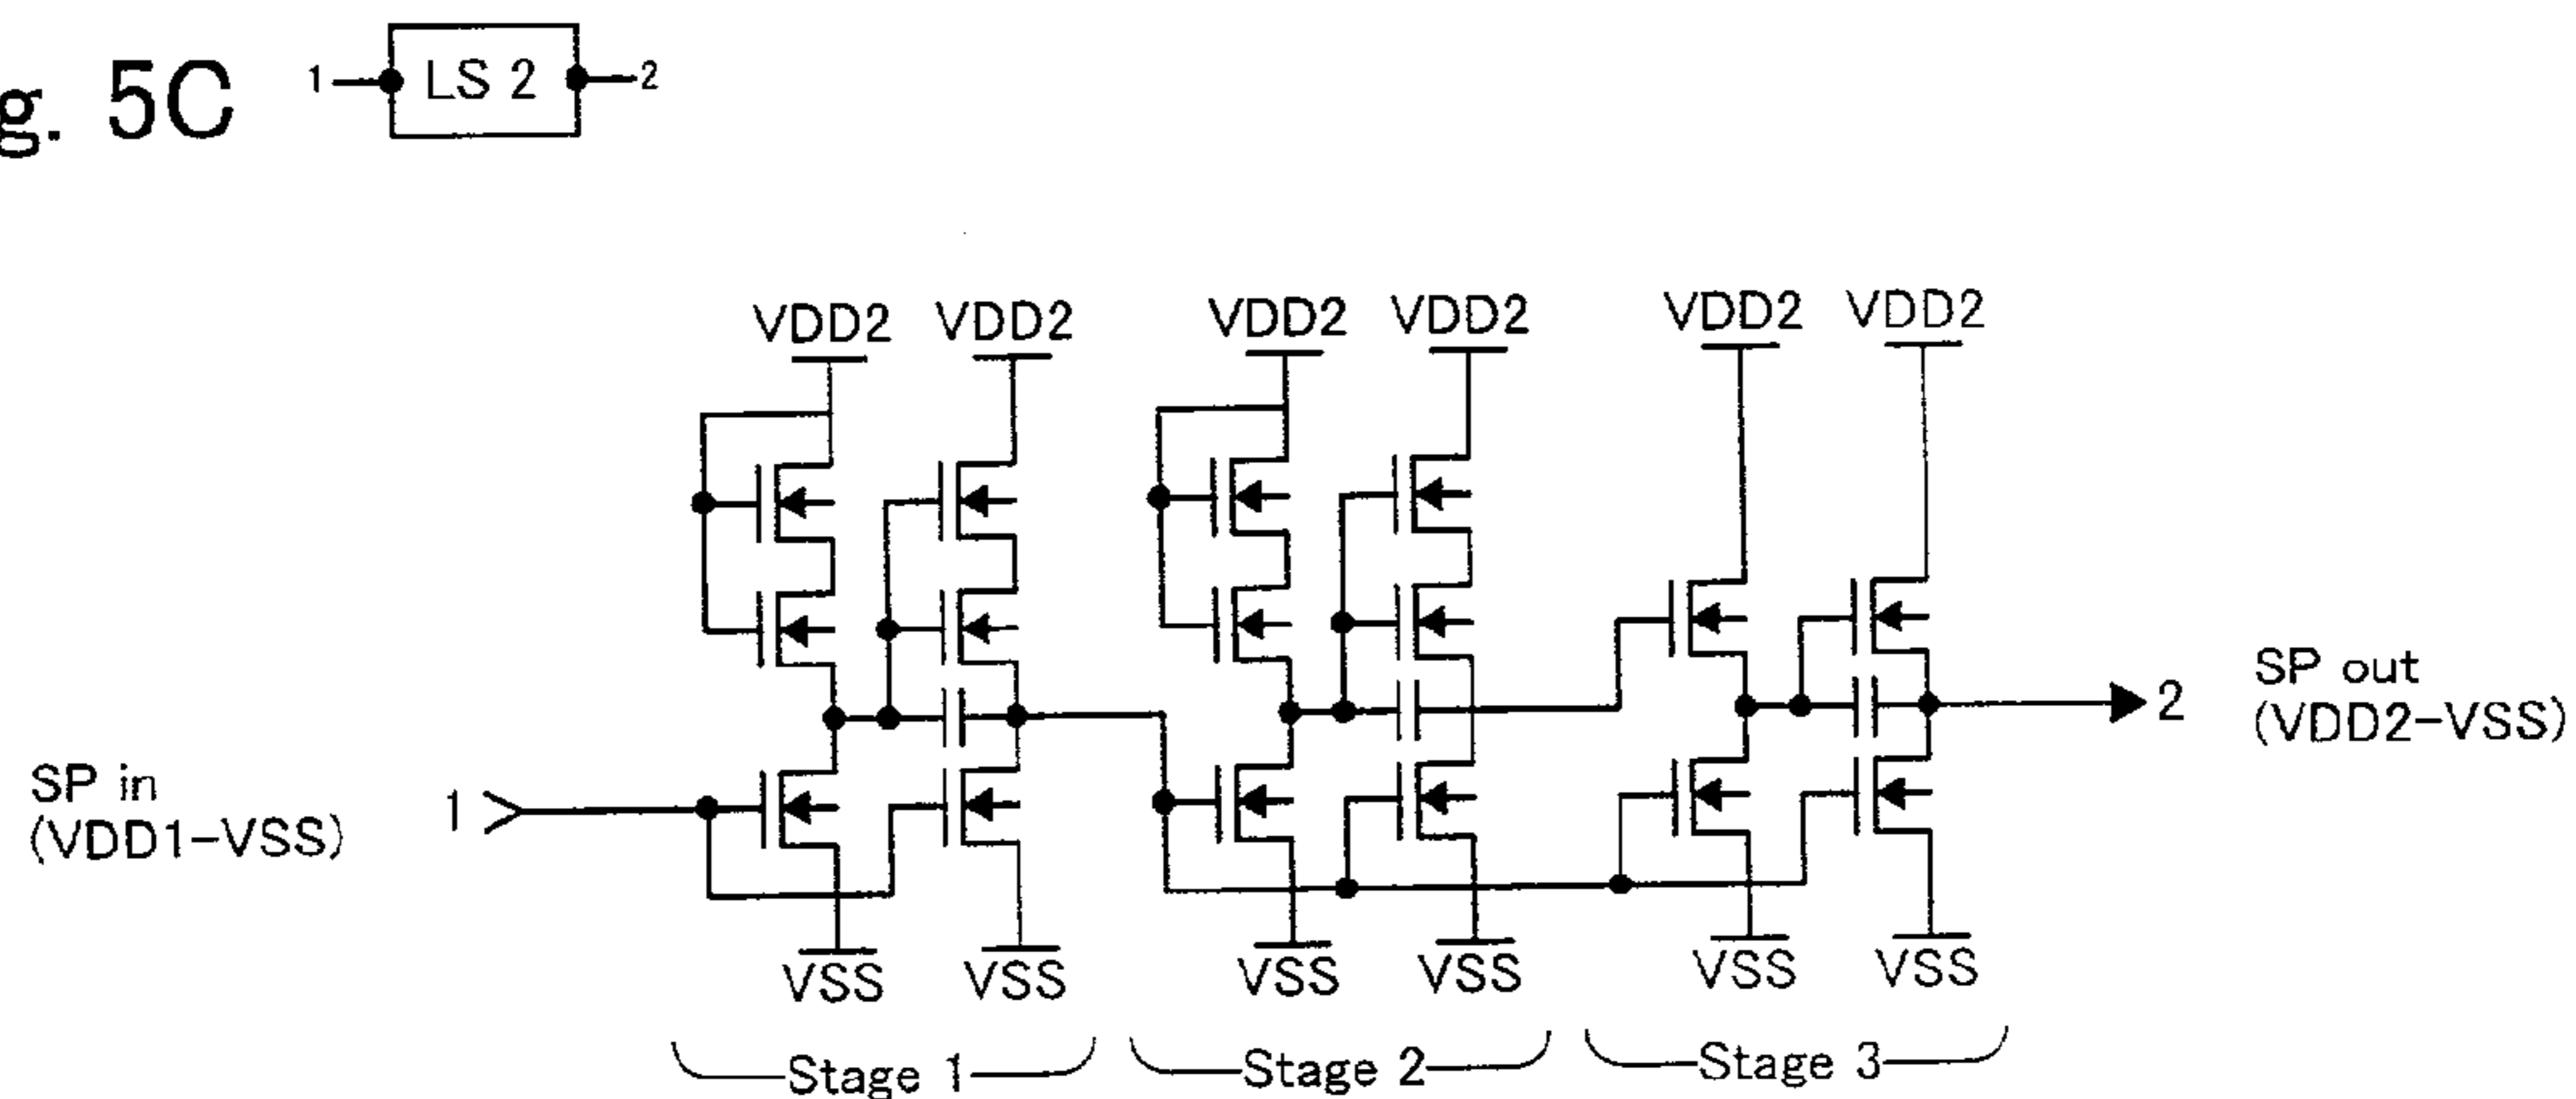 g. 5C
1 LS 2 2
VDD2 VDD2 VDD2 VDD2 VDD2 VDD2
SP in
(VDD1-VSS)
1
2
SP out
(VDD2-VSS)
VSS VSS VSS VSS VSS VSS
Stage 1 Stage 2 Stage 3